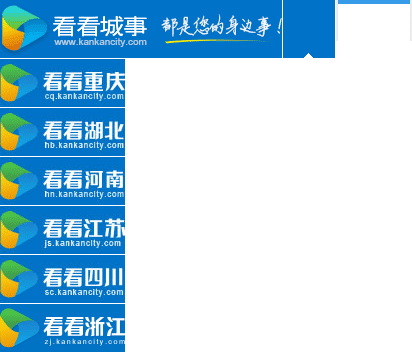 看看城事 都是您的身边事！
www.kankancity.com
看看重庆
cq.kankancity.com
看看湖北
hb.kankancity.com
看看河南
hn.kankancity.com
看看江苏
js.kankancity.com
看看四川
sc.kankancity.com
看看浙江
zj.kankancity.com